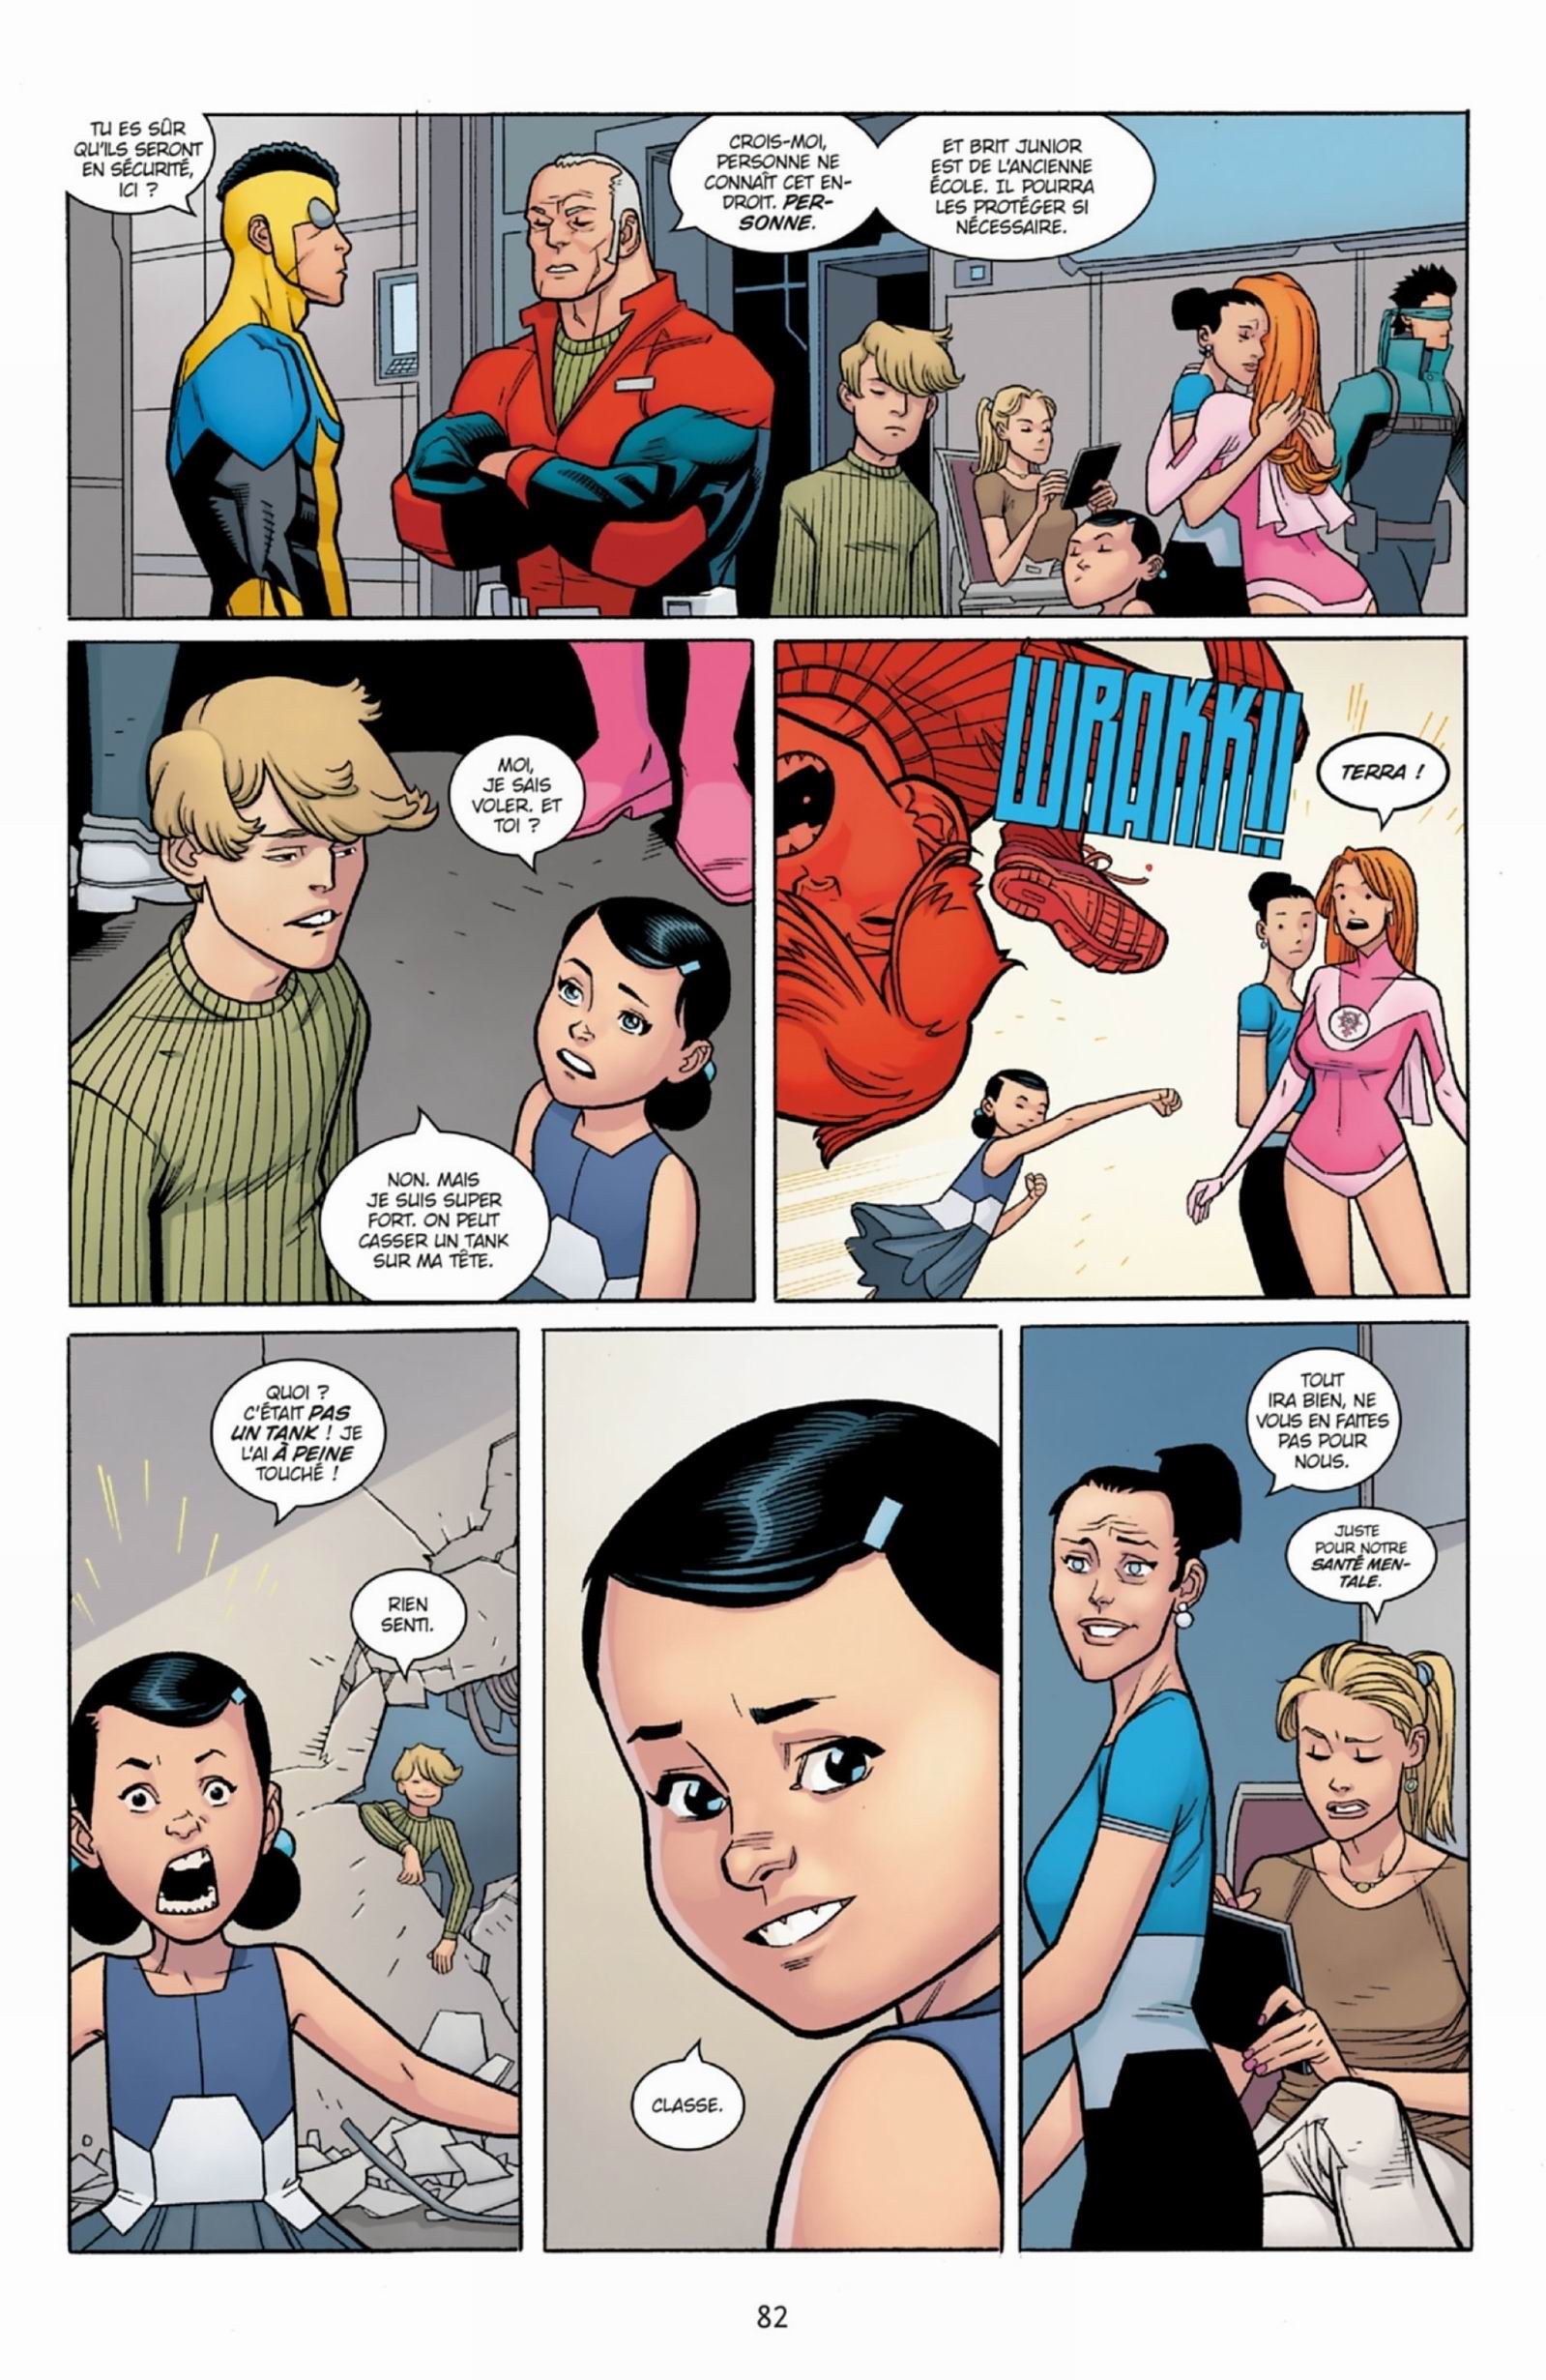 TU ES SÛR
QU'ILS SERONT
EN SÉCURITÉ,
ICI ?
CROIS-MOI,
PERSONNE NE
CONNAÎT CET EN-
DROIT. PER-
SONNE.
ET BRIT JUNIOR
EST DE L'ANCIENNE
ÉCOLE. IL POURRA
LES PROTÉGER SI
NÉCESSAIRE.
MOI,
JE SAIS
VOLER. ET
TOI ?
NON. MAIS
JE SUIS SUPER
FORT. ON PEUT
CASSER UN TANK
SUR MA TÊTE.
WRAKK!!
TERRA !
QUOI ?
C'ÉTAIT PAS
UN TANK ! JE
L'AI À PEINE
TOUCHÉ !
RIEN
SENTI.
CLASSE.
TOUT
IRA BIEN, NE
VOUS EN FAITES
PAS POUR
NOUS.
JUSTE
POUR NOTRE
SANTÉ MEN-
TALE.
82